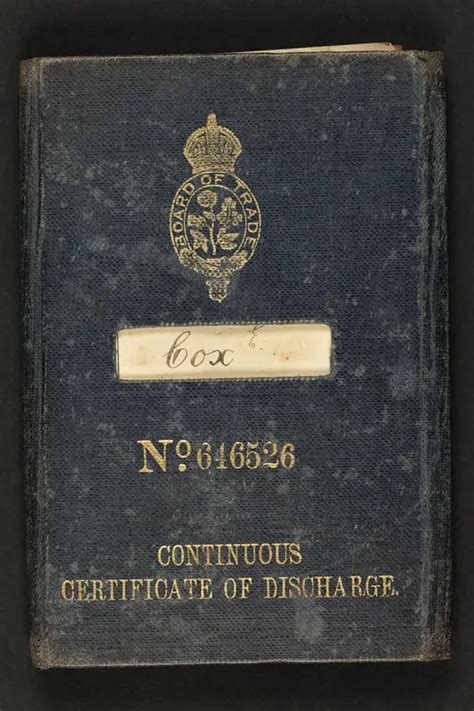 BOARD OF TRADE
Cox E
No. 646526
CONTINUOUS
CERTIFICATE OF DISCHARGE.